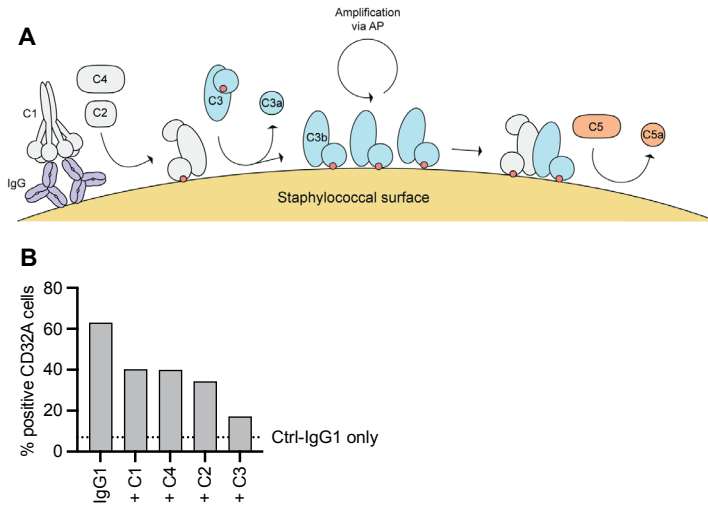 A
Amplification
via AP
C4
C2
C1
IgG
C3
C3a
C3b
C5
C5a
Staphylococcal surface
B
% positive CD32A cells
80
60
40
20
0
Ctrl-IgG1 only
IgG1
+ C1
+ C4
+ C2
+ C3